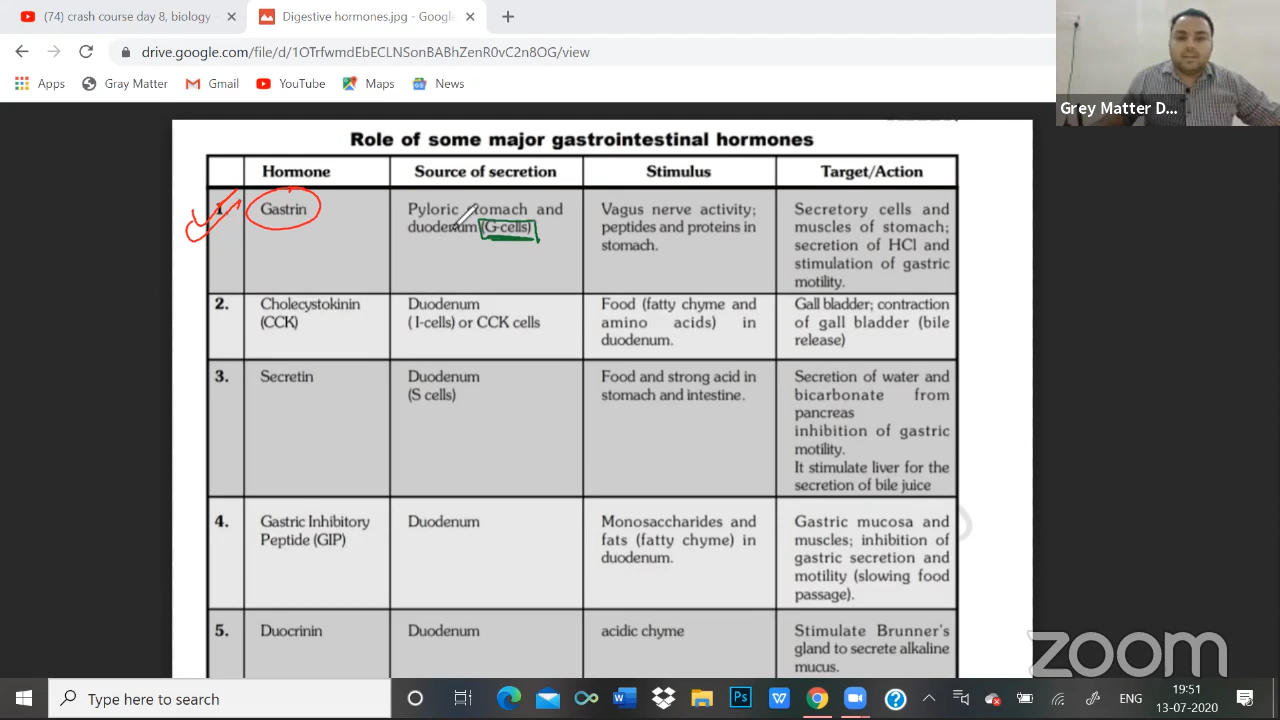 (74) crash course day 8, biology
Digestive hormones.jpg - Google
drive.google.com/file/d/1OTrfwmdEbECLNSonBABhZenR0vC2n8OG/view
Apps
Gray Matter
Gmail
YouTube
Maps
News
Grey Matter D...
Role of some major gastrointestinal hormones
Hormone
Source of secretion
Stimulus
Target/Action
1.
Gastrin
Pyloric stomach and
duodenum (G-cells)
Vagus nerve activity;
peptides and proteins in
stomach.
Secretory cells and
muscles of stomach;
secretion of HCl and
stimulation of gastric
motility.
2.
Cholecystokinin
(CCK)
Duodenum
( I-cells) or CCK cells
Food (fatty chyme and
amino acids) in
duodenum.
Gall bladder; contraction
of gall bladder (bile
release)
3.
Secretin
Duodenum
(S cells)
Food and strong acid in
stomach and intestine.
Secretion of water and
bicarbonate from
pancreas
inhibition of gastric
motility.
It stimulate liver for the
secretion of bile juice
4.
Gastric Inhibitory
Peptide (GIP)
Duodenum
Monosaccharides and
fats (fatty chyme) in
duodenum.
Gastric mucosa and
muscles; inhibition of
gastric secretion and
motility (slowing food
passage).
5.
Duocrinin
Duodenum
acidic chyme
Stimulate Brunner's
gland to secrete alkaline
mucus.
zoom
Type here to search
ENG
19:51
13-07-2020